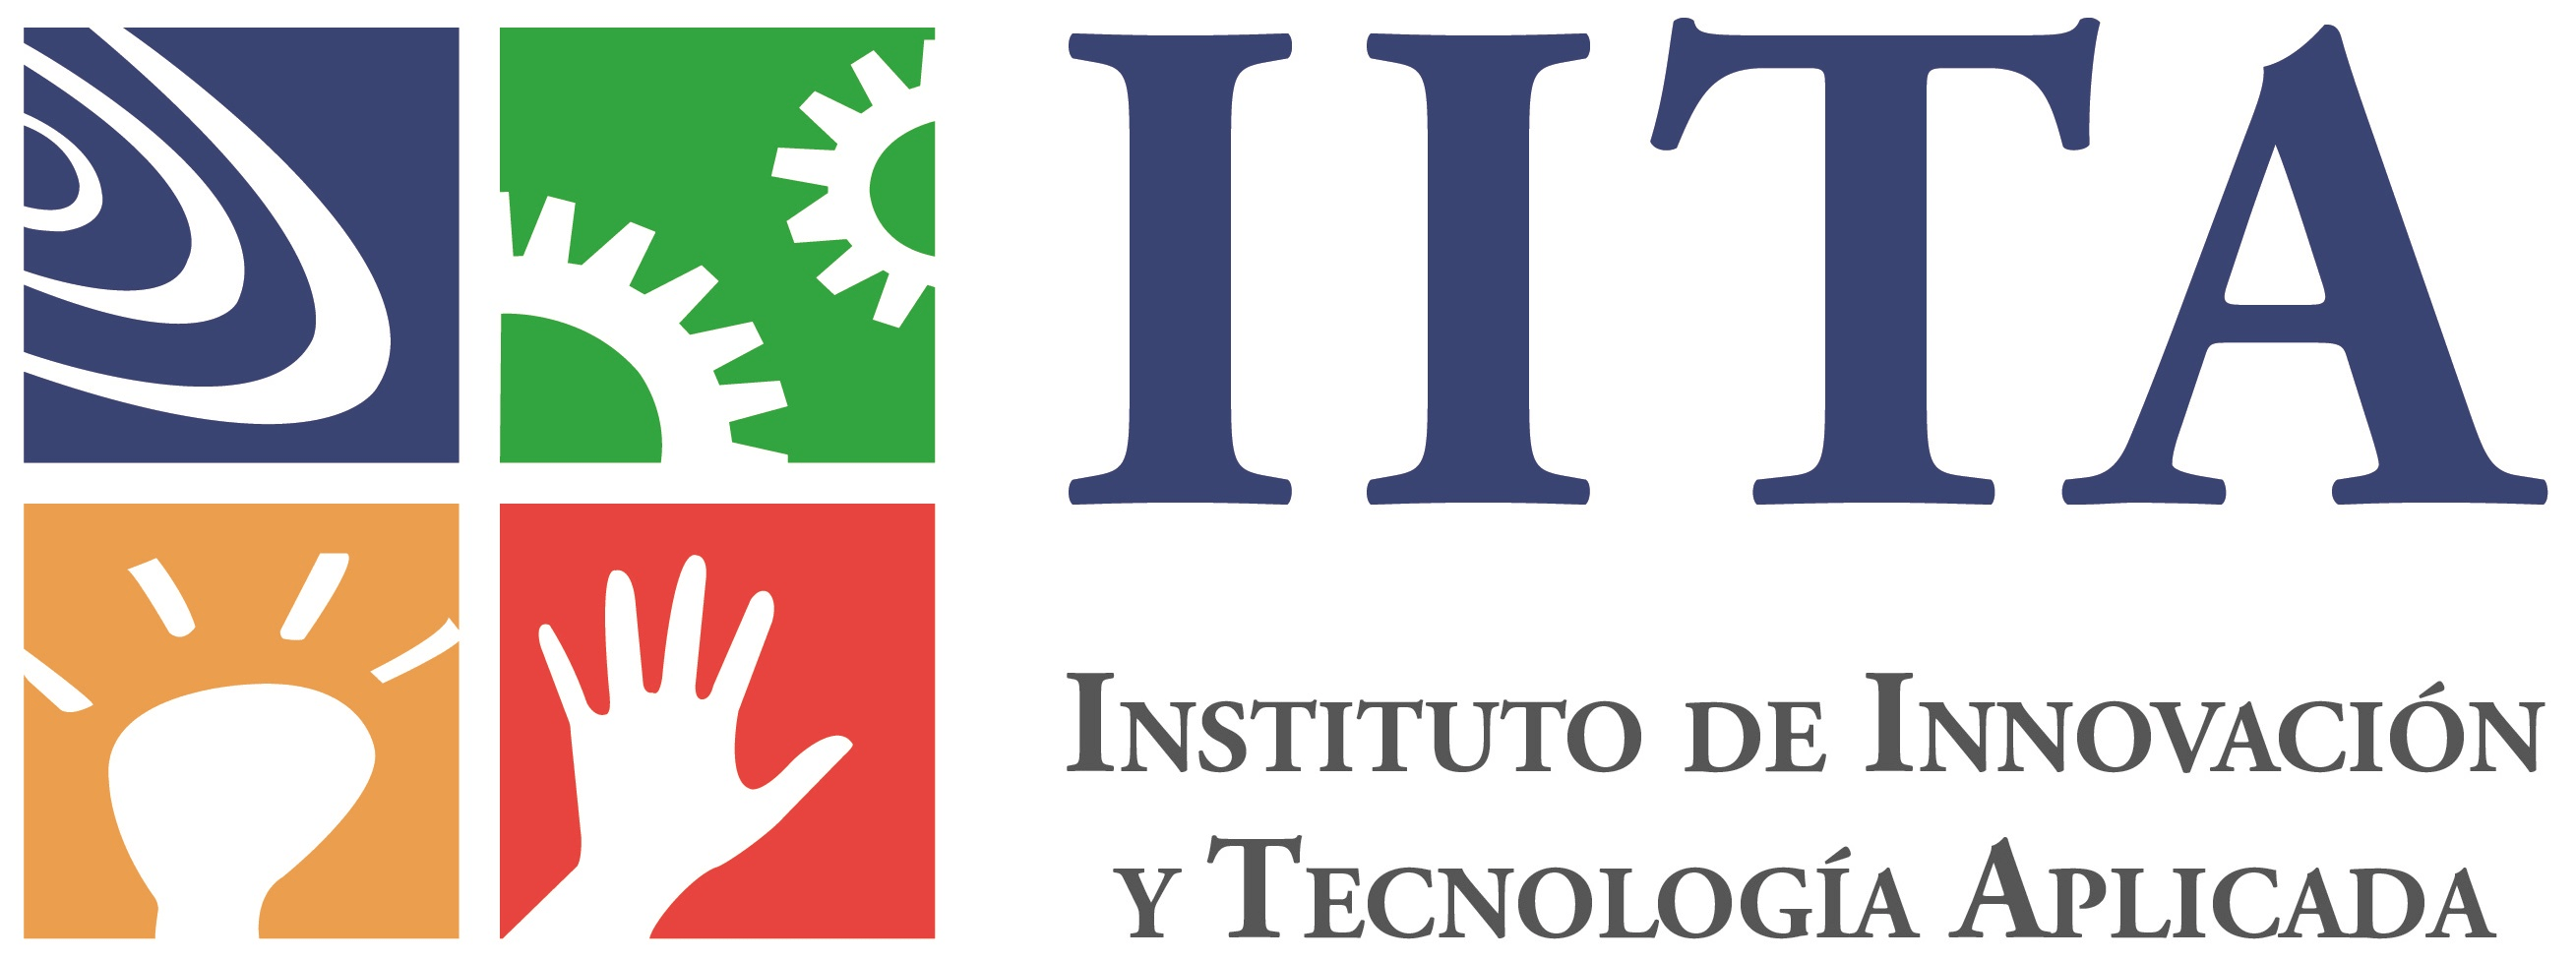 IITA
Instituto de Innovación
y Tecnología Aplicada